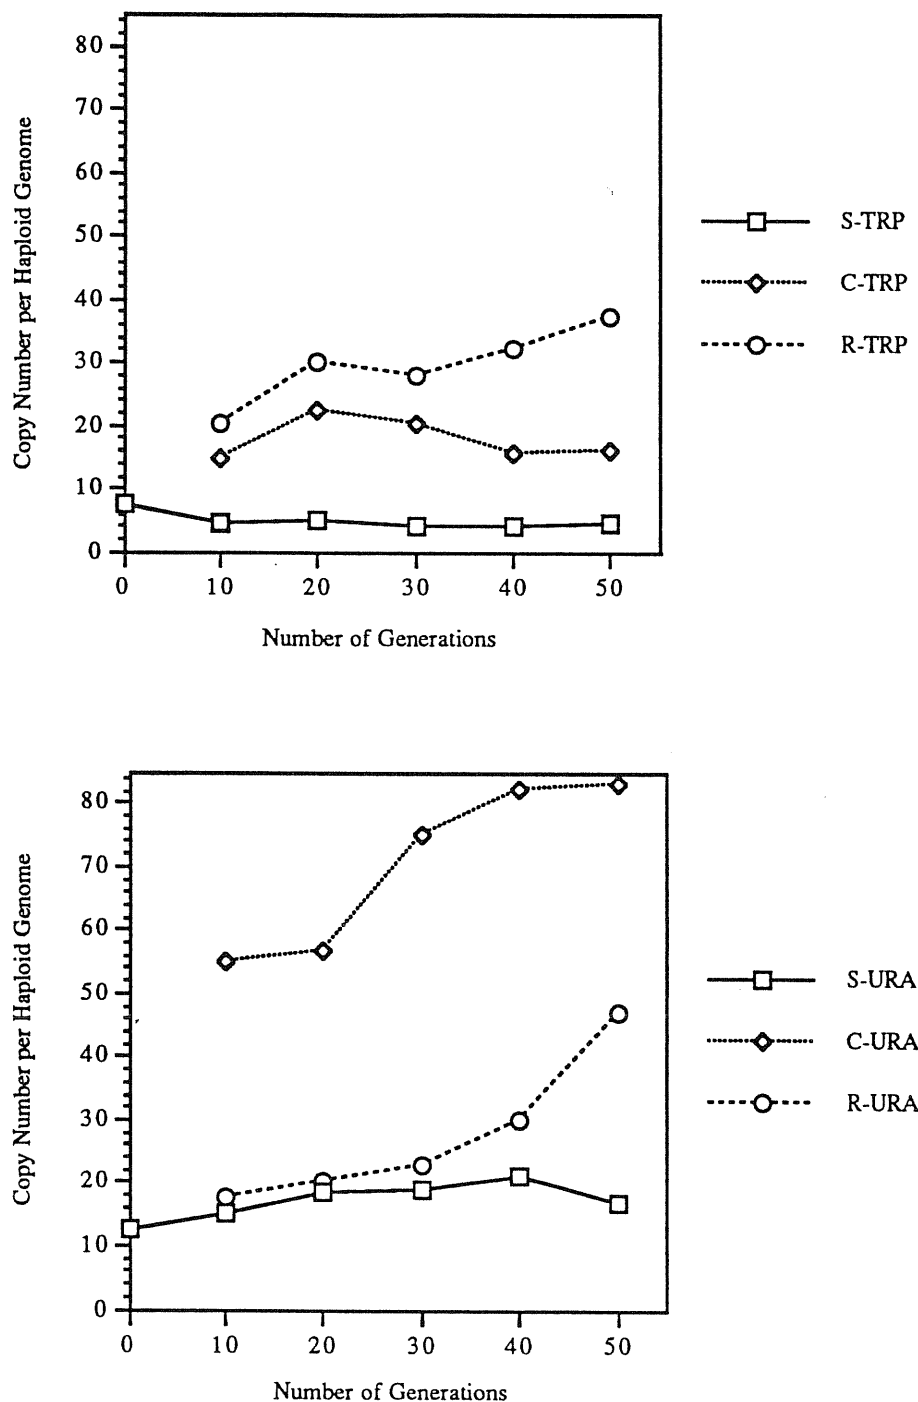 80
70
60
50
40
30
20
10
0
0 10 20 30 40 50
Copy Number per Haploid Genome
Number of Generations
S-TRP
C-TRP
R-TRP
80
70
60
50
40
30
20
10
0
0 10 20 30 40 50
Copy Number per Haploid Genome
Number of Generations
S-URA
C-URA
R-URA